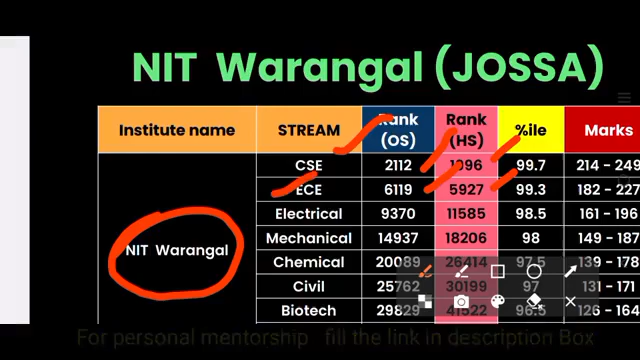 NIT Warangal (JOSSA)
Institute name STREAM Rank (OS) Rank (HS) %ile Marks
CSE 2112 1996 99.7 214 - 249
ECE 6119 5927 99.3 182 - 227
Electrical 9370 11585 98.5 161 - 196
NIT Warangal
Mechanical 14937 18206 98 149 - 187
Chemical 20089 26414 97.5 139 - 178
Civil 25762 30199 97 131 - 171
Biotech 29829 41522 96.5 126 - 164
For personal mentorship fill the link in description Box